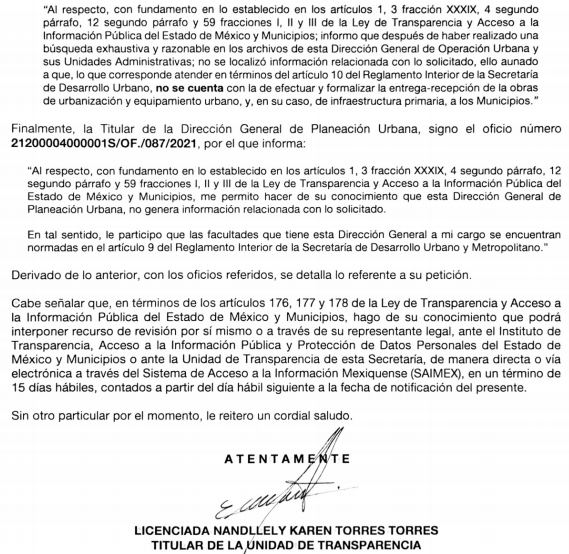 "Al respecto, con fundamento en lo establecido en los artículos 1, 3 fracción XXXIX, 4 segundo
párrafo, 12 segundo párrafo y 59 fracciones I, II y III de la Ley de Transparencia y Acceso a la
Información Pública del Estado de México y Municipios; informo que después de haber realizado una
búsqueda exhaustiva y razonable en los archivos de esta Dirección General de Operación Urbana y
sus Unidades Administrativas; no se localizó información relacionada con lo solicitado, ello aunado
a que, lo que corresponde atender en términos del artículo 10 del Reglamento Interior de la Secretaría
de Desarrollo Urbano, no se cuenta con la de efectuar y formalizar la entrega-recepción de la obras
de urbanización y equipamiento urbano, y, en su caso, de infraestructura primaria, a los Municipios."
Finalmente, la Titular de la Dirección General de Planeación Urbana, signo el oficio número
21200004000001S/OF./087/2021, por el que informa:
"Al respecto, con fundamento en lo establecido en los artículos 1, 3 fracción XXXIX, 4 segundo párrafo, 12
segundo párrafo y 59 fracciones I, II y III de la Ley de Transparencia y Acceso a la Información Pública del
Estado de México y Municipios, me permito hacer de su conocimiento que esta Dirección General de
Planeación Urbana, no genera información relacionada con lo solicitado.
En tal sentido, le participo que las facultades que tiene esta Dirección General a mi cargo se encuentran
normadas en el artículo 9 del Reglamento Interior de la Secretaría de Desarrollo Urbano y Metropolitano."
Derivado de lo anterior, con los oficios referidos, se detalla lo referente a su petición.
Cabe señalar que, en términos de los artículos 176, 177 y 178 de la Ley de Transparencia y Acceso a
la Información Pública del Estado de México y Municipios, hago de su conocimiento que podrá
interponer recurso de revisión por sí mismo o a través de su representante legal, ante el Instituto de
Transparencia, Acceso a la Información Pública y Protección de Datos Personales del Estado de
México y Municipios o ante la Unidad de Transparencia de esta Secretaría, de manera directa o vía
electrónica a través del Sistema de Acceso a la Información Mexiquense (SAIMEX), en un término de
15 días hábiles, contados a partir del día hábil siguiente a la fecha de notificación del presente.
Sin otro particular por el momento, le reitero un cordial saludo.
ATENTAMENTE
LICENCIADA NANDLLELY KAREN TORRES TORRES
TITULAR DE LA UNIDAD DE TRANSPARENCIA